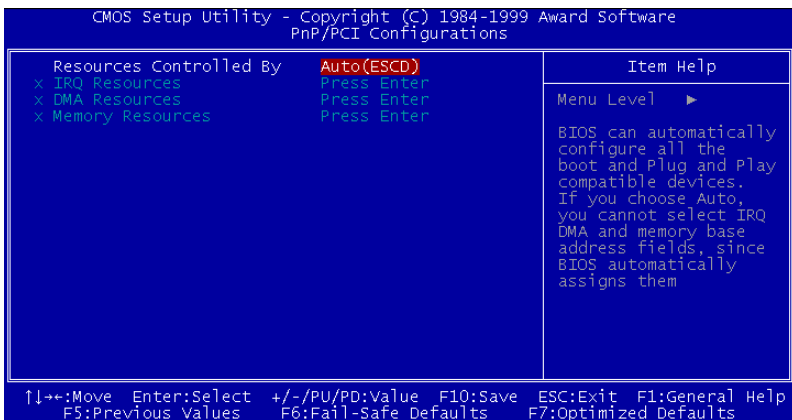 CMOS Setup Utility - Copyright (C) 1984-1999 Award Software
PnP/PCI Configurations
Resources Controlled By Auto(ESCD)
x IRQ Resources Press Enter
x DMA Resources Press Enter
x Memory Resources Press Enter
Item Help
Menu Level ►
BIOS can automatically
configure all the
boot and Plug and Play
compatible devices.
If you choose Auto,
you cannot select IRQ
DMA and memory base
address fields, since
BIOS automatically
assigns them
↑↓→←:Move Enter:Select +/-/PU/PD:Value F10:Save ESC:Exit F1:General Help
F5:Previous Values F6:Fail-Safe Defaults F7:Optimized Defaults